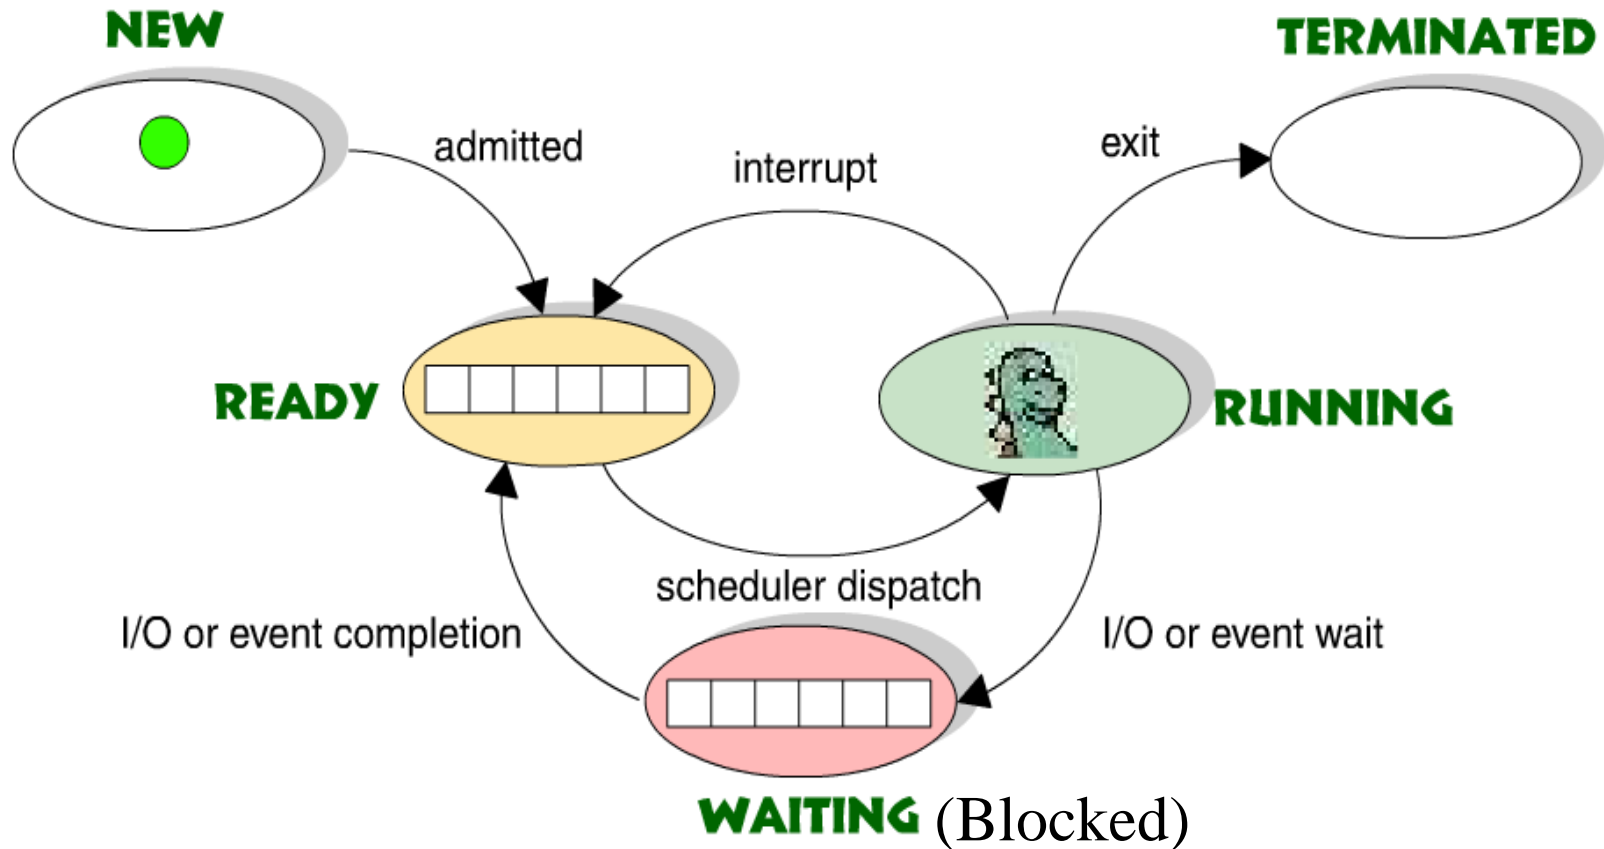 NEW
TERMINATED
admitted
interrupt
exit
READY
RUNNING
scheduler dispatch
I/O or event completion
I/O or event wait
WAITING (Blocked)